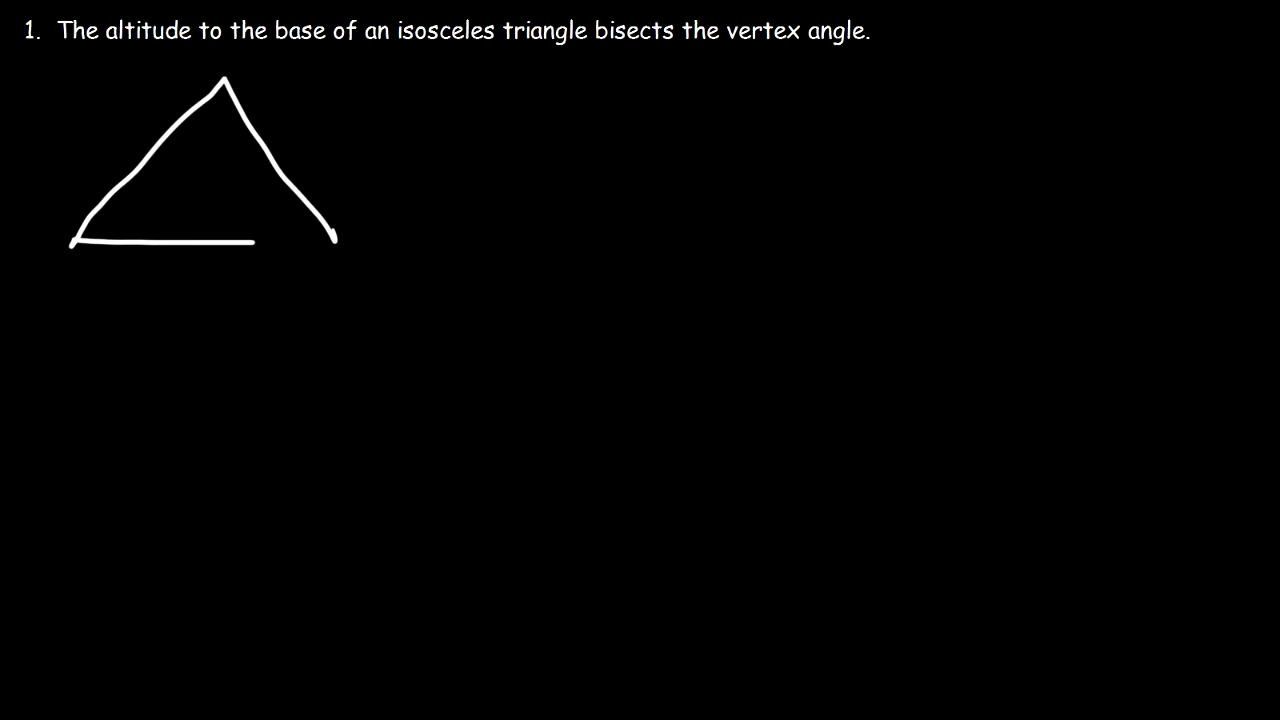 1. The altitude to the base of an isosceles triangle bisects the vertex angle.